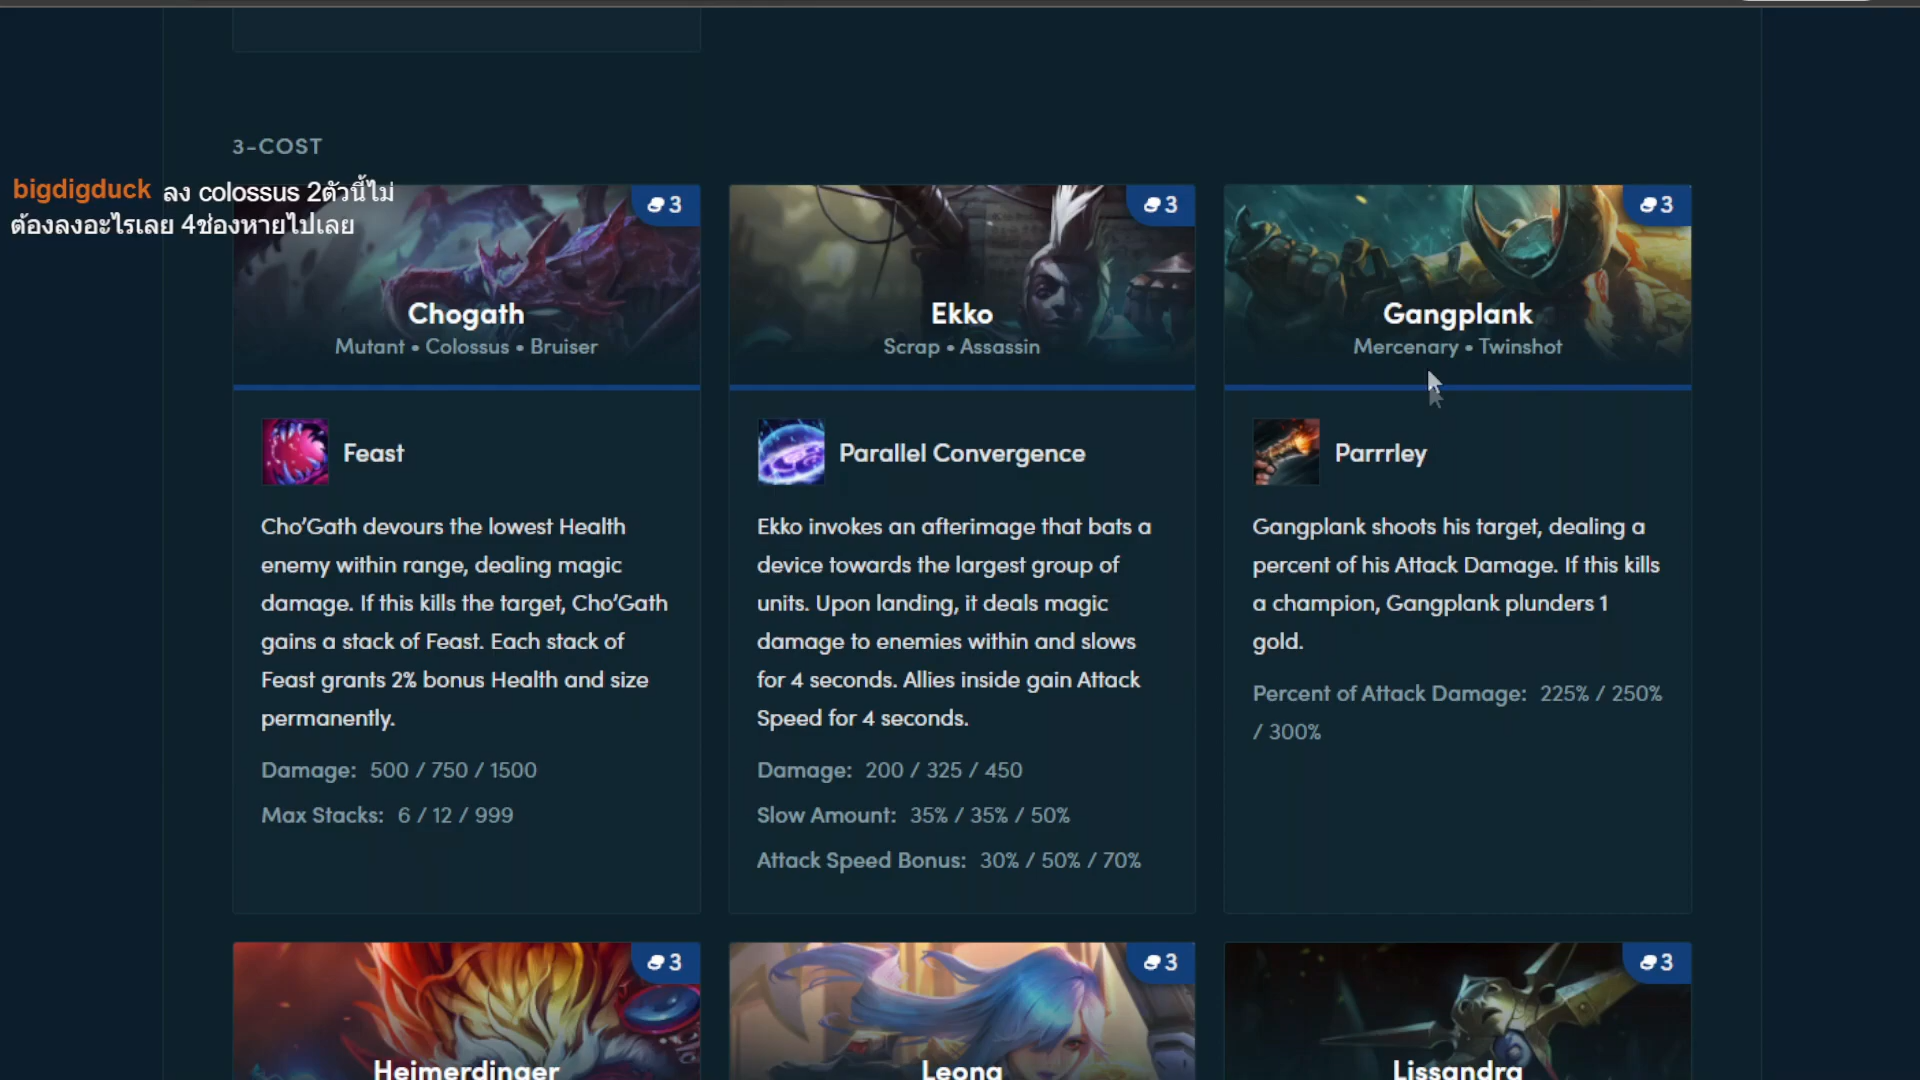 3-COST
bigdigduck ลง colossus 2ตัวนี้ไม่
ต้องลงอะไรเลย 4ช่องหายไปเลย
3
Chogath
Mutant • Colossus • Bruiser
Feast
Cho’Gath devours the lowest Health
enemy within range, dealing magic
damage. If this kills the target, Cho’Gath
gains a stack of Feast. Each stack of
Feast grants 2% bonus Health and size
permanently.
Damage: 500 / 750 / 1500
Max Stacks: 6 / 12 / 999
3
Ekko
Scrap • Assassin
Parallel Convergence
Ekko invokes an afterimage that bats a
device towards the largest group of
units. Upon landing, it deals magic
damage to enemies within and slows
for 4 seconds. Allies inside gain Attack
Speed for 4 seconds.
Damage: 200 / 325 / 450
Slow Amount: 35% / 35% / 50%
Attack Speed Bonus: 30% / 50% / 70%
3
Gangplank
Mercenary • Twinshot
Parrrley
Gangplank shoots his target, dealing a
percent of his Attack Damage. If this kills
a champion, Gangplank plunders 1
gold.
Percent of Attack Damage: 225% / 250%
/ 300%
3
Heimerdinger
3
Leona
3
Lissandra